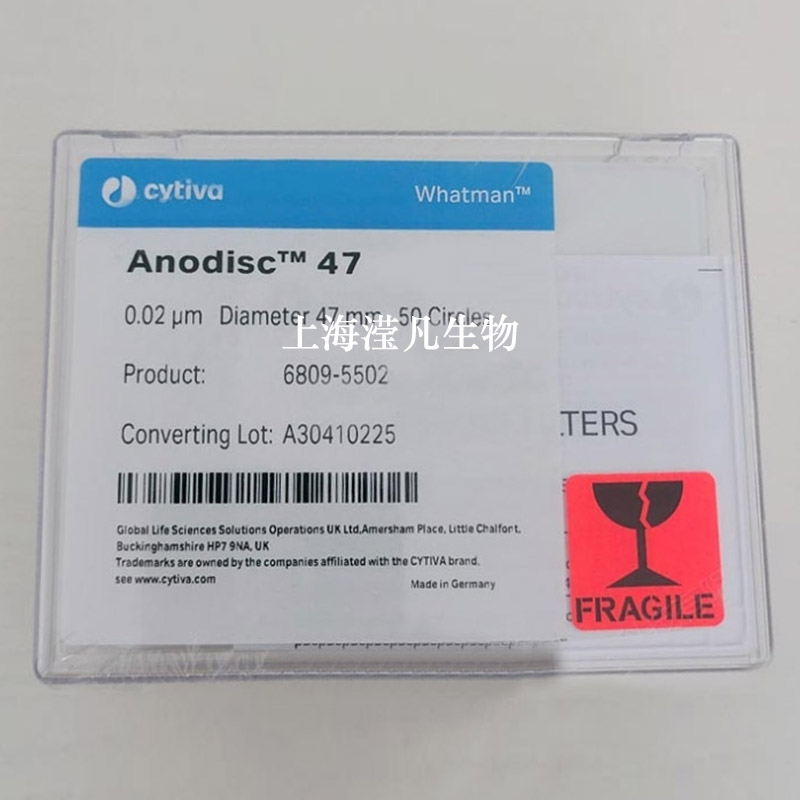 cytiva
Whatman™
Anodisc™ 47
0.02 µm Diameter 47 mm 50 Circles
上海滢凡生物
Product: 6809-5502
Converting Lot: A30410225
TERS
Global Life Sciences Solutions Operations UK Ltd,Amersham Place, Little Chalfont,
Buckinghamshire HP7 9NA, UK
Trademarks are owned by the companies affiliated with the CYTIVA brand.
see www.cytiva.com
Made in Germany
FRAGILE